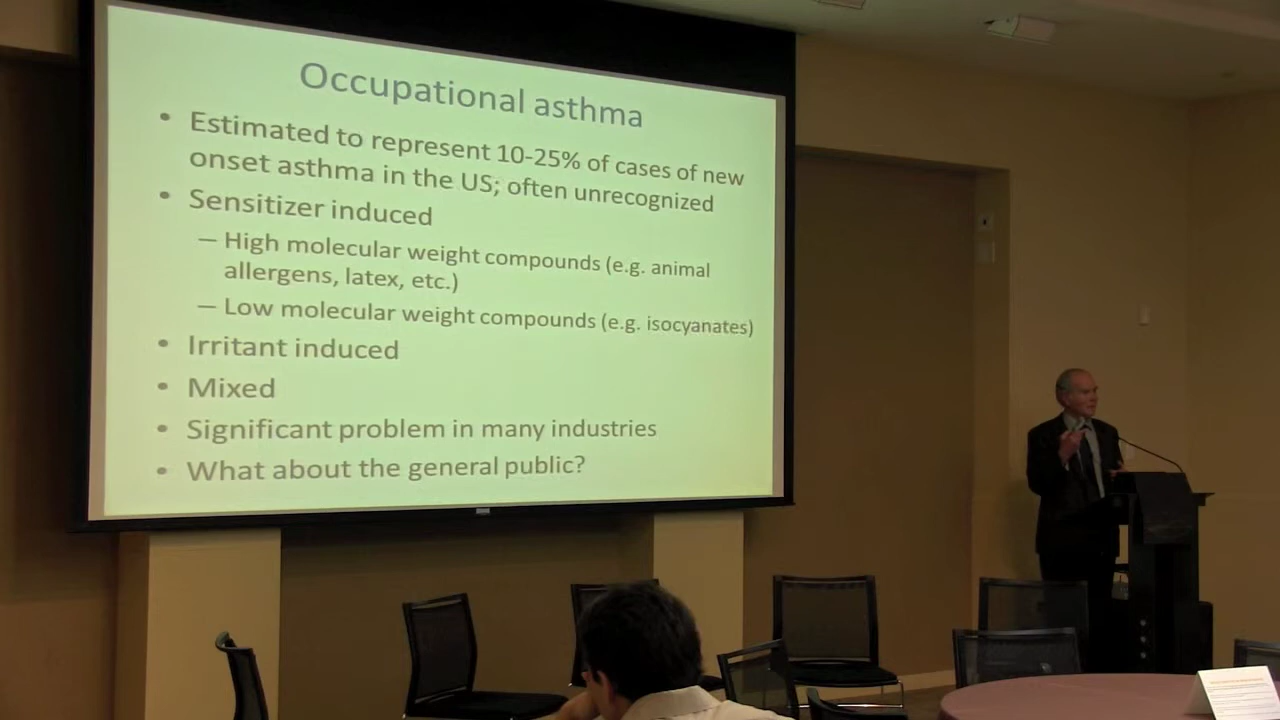 Occupational asthma
• Estimated to represent 10-25% of cases of new
onset asthma in the US; often unrecognized
• Sensitizer induced
– High molecular weight compounds (e.g. animal
allergens, latex, etc.)
– Low molecular weight compounds (e.g. isocyanates)
• Irritant induced
• Mixed
• Significant problem in many industries
• What about the general public?